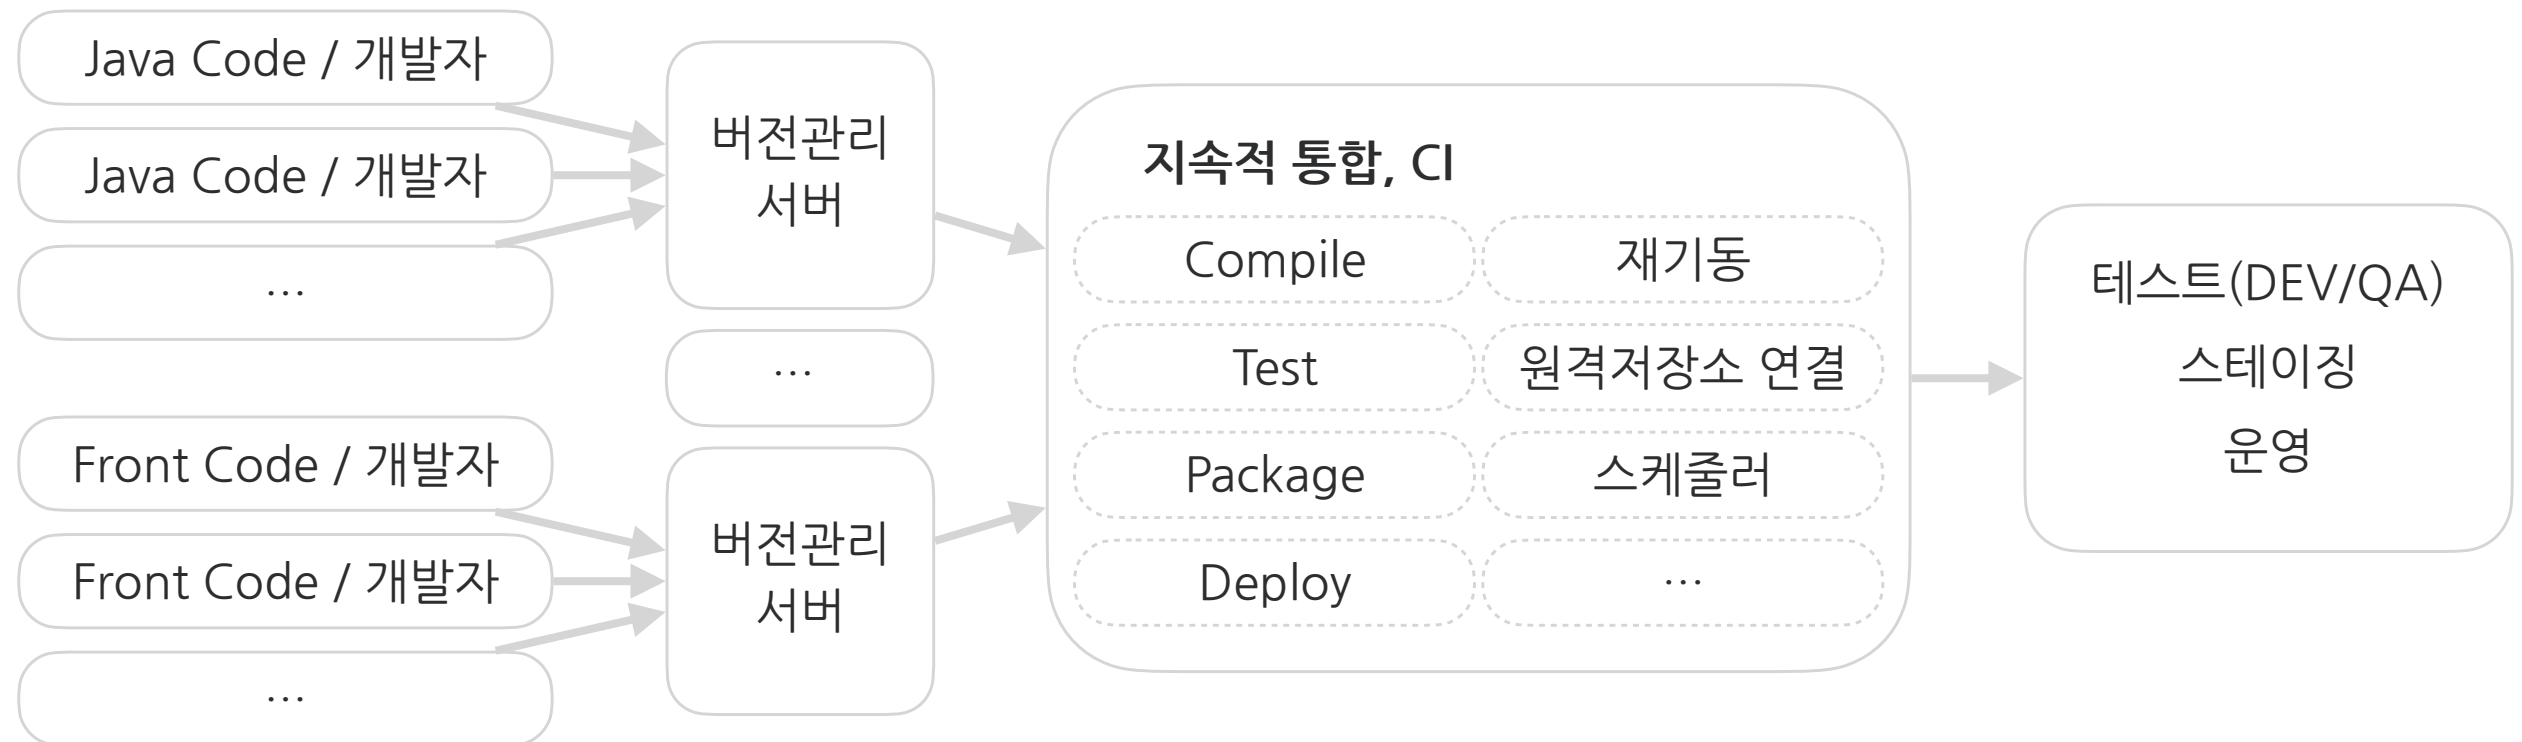 Java Code / 개발자
Java Code / 개발자
...
Front Code / 개발자
Front Code / 개발자
...
버전관리
서버
...
버전관리
서버
지속적 통합, CI
Compile
재기동
Test
원격저장소 연결
Package
스케줄러
Deploy
...
테스트(DEV/QA)
스테이징
운영